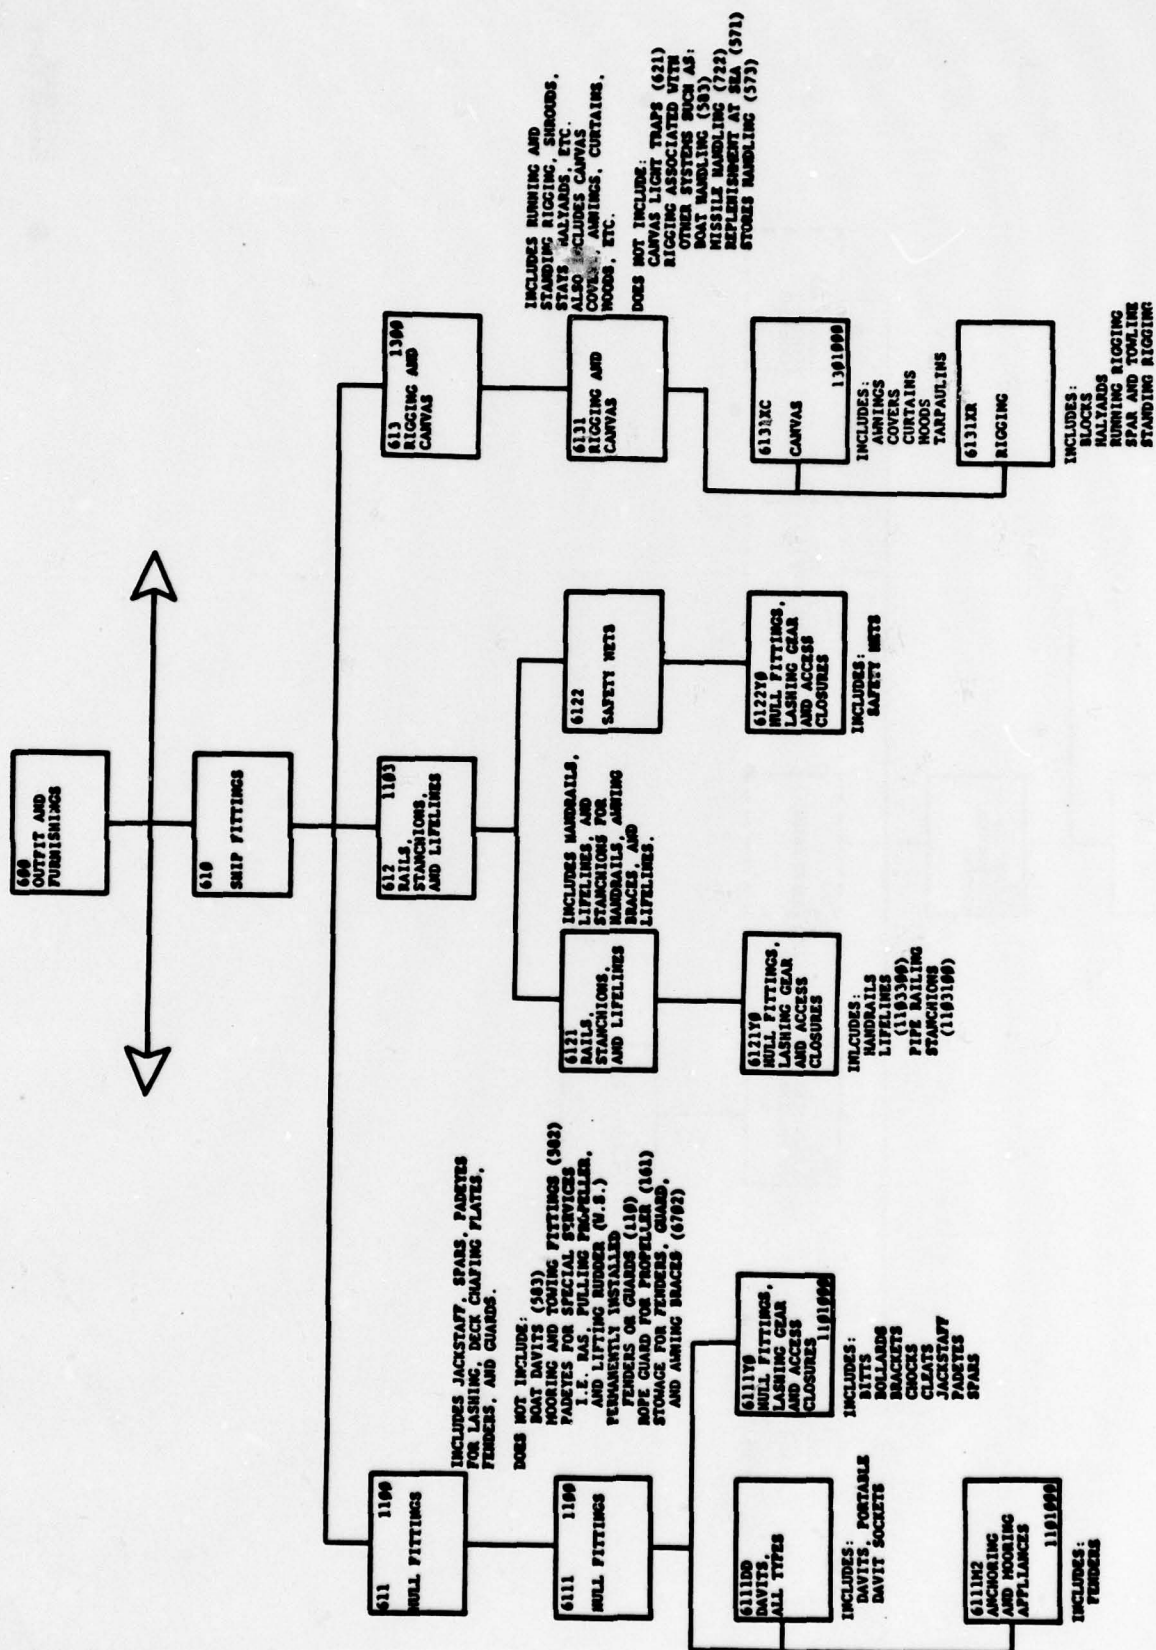 600
OUTFIT AND
FURNISHINGS
610
SHIP FITTINGS
611 1100
HULL FITTINGS
INCLUDES JACKSTAFF, SPARS, PADEYES
FOR LASHING, DECK CHAFING PLATES,
FENDERS, AND GUARDS.
DOES NOT INCLUDE:
BOAT DAVITS (583)
MOORING AND TOWING FITTINGS (582)
PADEYES FOR SPECIAL SERVICES
I.E. RAS, PULLING PROPELLER,
AND LIFTING RUDDER (W.S.)
PERMANENTLY INSTALLED
FENDERS OR GUARDS (110)
ROPE GUARD FOR PROPELLER (161)
STOWAGE FOR FENDERS, GUARD,
AND AWNING BRACES (6702)
6111 1100
HULL FITTINGS
6111DD
DAVITS,
ALL TYPES
INCLUDES:
DAVITS, PORTABLE
DAVIT SOCKETS
6111M2
ANCHORING
AND MOORING
APPLIANCES
1101000
INCLUDES:
FENDERS
6111Y0
HULL FITTINGS,
LASHING GEAR
AND ACCESS
CLOSURES
1101000
INCLUDES:
BITTS
BOLLARDS
BRACKETS
CHOCKS
CLEATS
JACKSTAFF
PADEYES
SPARS
612 1103
RAILS,
STANCHIONS,
AND LIFELINES
6121
RAILS,
STANCHIONS,
AND LIFELINES
INCLUDES HANDRAILS,
LIFELINES, AND
STANCHIONS FOR
HANDRAILS, AWNING
BRACES, AND
LIFELINES.
6121Y0
HULL FITTINGS,
LASHING GEAR
AND ACCESS
CLOSURES
INLCUDES:
HANDRAILS
LIFELINES
(1103300)
PIPE RAILING
STANCHIONS
(1103100)
6122
SAFETY NETS
6122Y0
HULL FITTINGS,
LASHING GEAR
AND ACCESS
CLOSURES
INCLUDES:
SAFETY NETS
613 1300
RIGGING AND
CANVAS
6131
RIGGING AND
CANVAS
INCLUDES RUNNING AND
STANDING RIGGING, SHROUDS,
STAYS, HALYARDS, ETC.
ALSO INCLUDES CANVAS
COVERS, AWNINGS, CURTAINS,
HOODS, ETC.
DOES NOT INCLUDE:
CANVAS LIGHT TRAPS (621)
RIGGING ASSOCIATED WITH
OTHER SYSTEMS SUCH AS:
BOAT HANDLING (583)
MISSILE HANDLING (722)
REPLENISHMENT AT SEA (571)
STORES HANDLING (573)
6131XC
CANVAS
1301000
INCLUDES:
AWNINGS
COVERS
CURTAINS
HOODS
TARPAULINS
6131XR
RIGGING
INCLUDES:
BLOCKS
HALYARDS
RUNNING RIGGING
SPAR AND TOWLINE
STANDING RIGGING